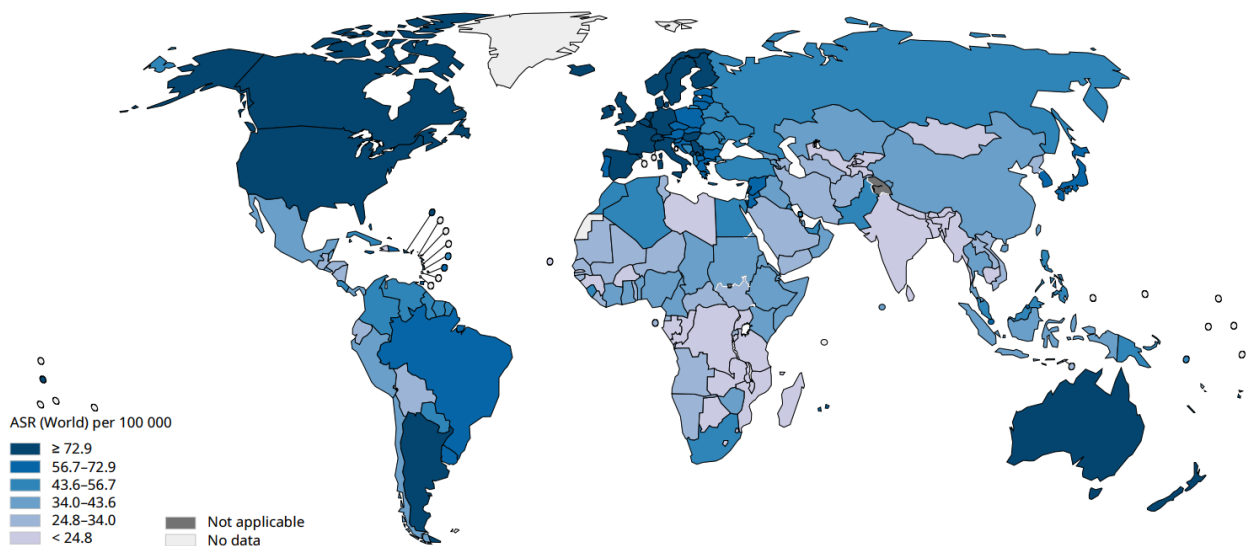 ASR (World) per 100 000
≥ 72.9
56.7–72.9
43.6–56.7
34.0–43.6
24.8–34.0
< 24.8
Not applicable
No data